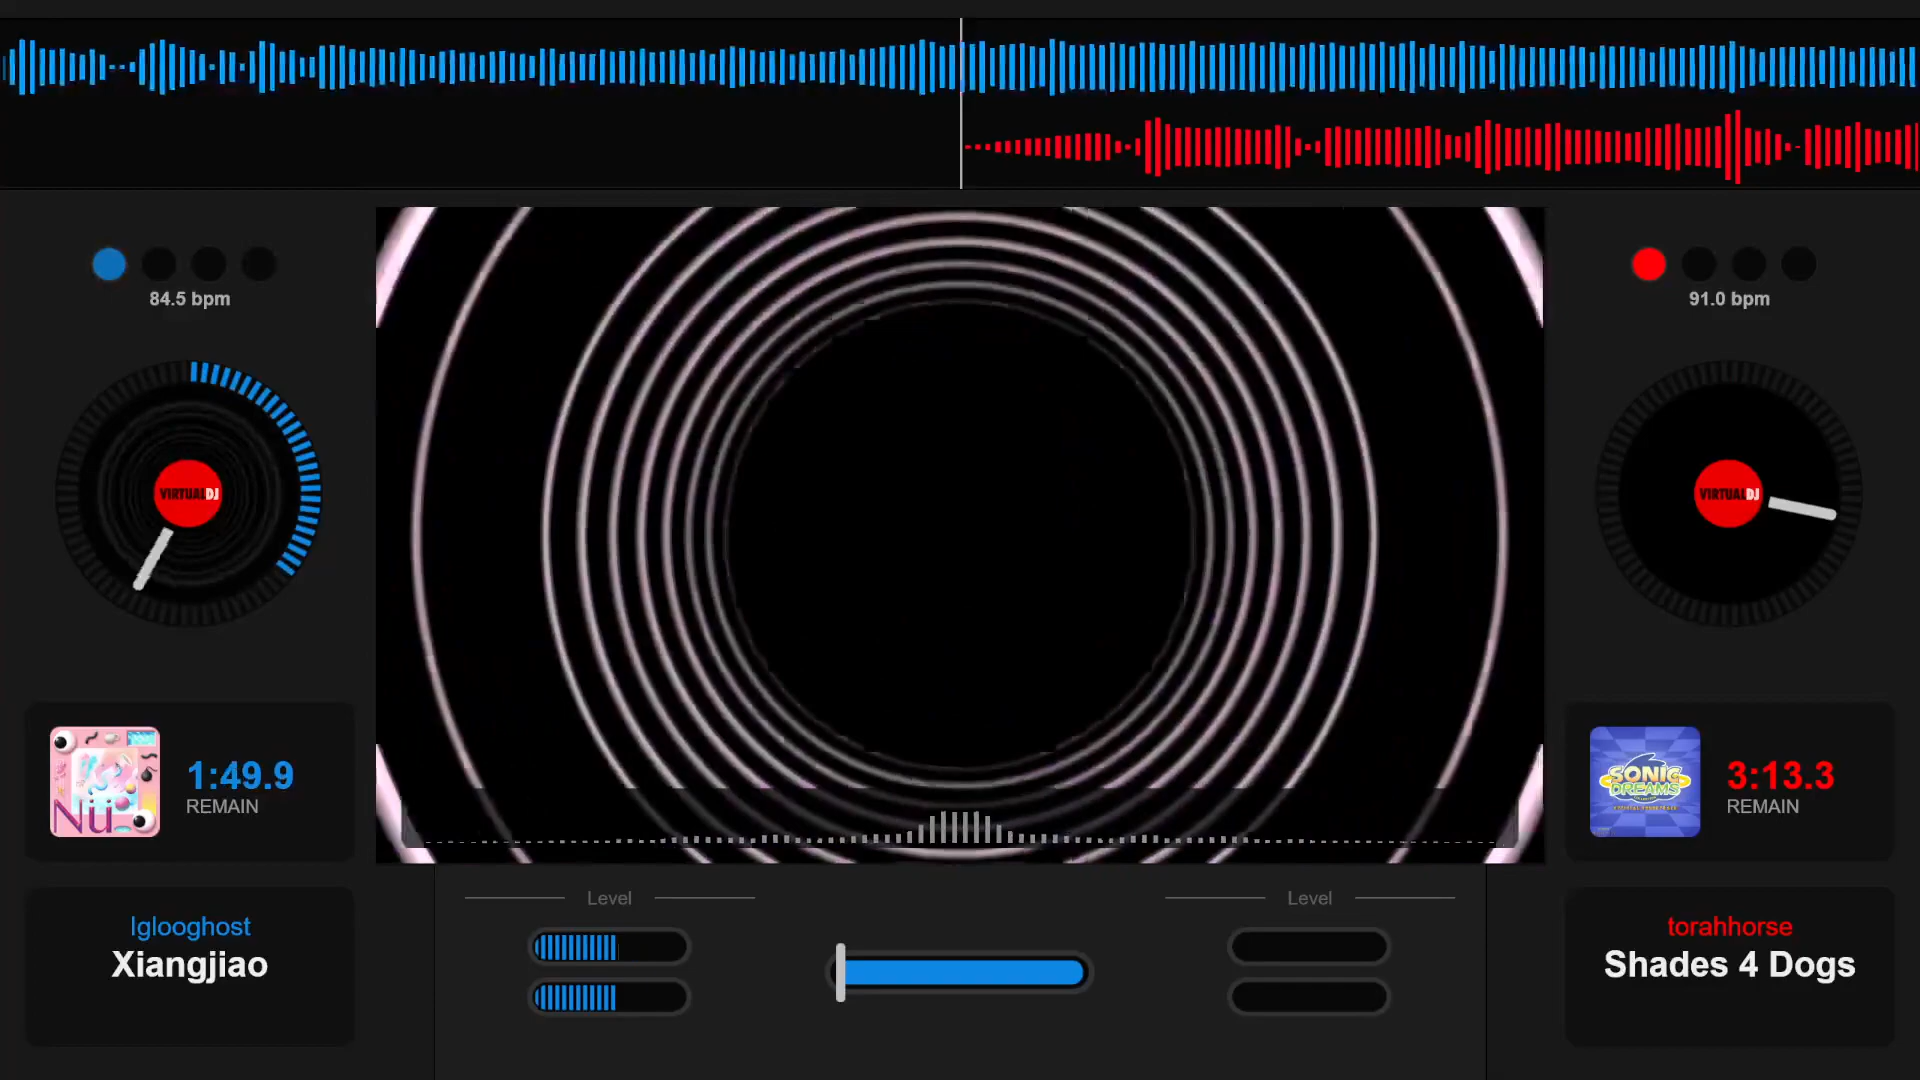 84.5 bpm
91.0 bpm
VIRTUALDJ
VIRTUALDJ
Nü
1:49.9
REMAIN
SONIC
DREAMS
3:13.3
REMAIN
Iglooghost
Xiangjiao
Level
Level
torahhorse
Shades 4 Dogs